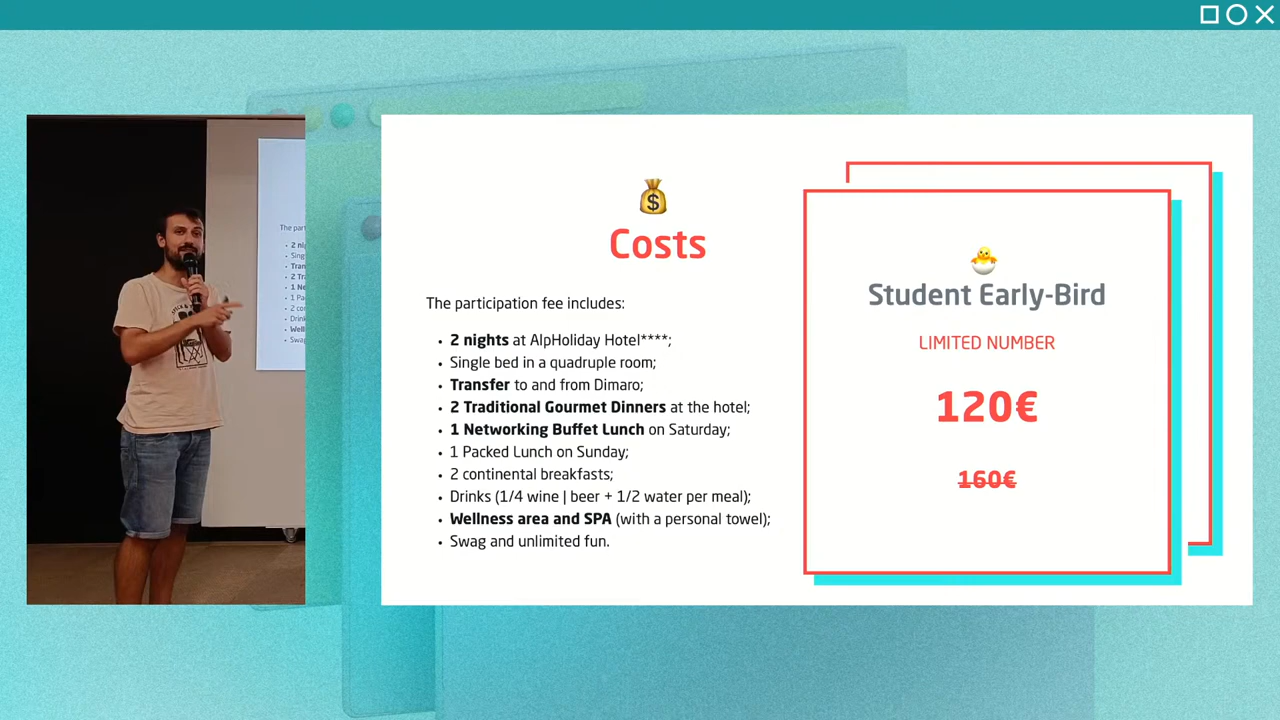 Costs
The participation fee includes:
• 2 nights at AlpHoliday Hotel****;
• Single bed in a quadruple room;
• Transfer to and from Dimaro;
• 2 Traditional Gourmet Dinners at the hotel;
• 1 Networking Buffet Lunch on Saturday;
• 1 Packed Lunch on Sunday;
• 2 continental breakfasts;
• Drinks (1/4 wine | beer + 1/2 water per meal);
• Wellness area and SPA (with a personal towel);
• Swag and unlimited fun.
Student Early-Bird
LIMITED NUMBER
120€
160€